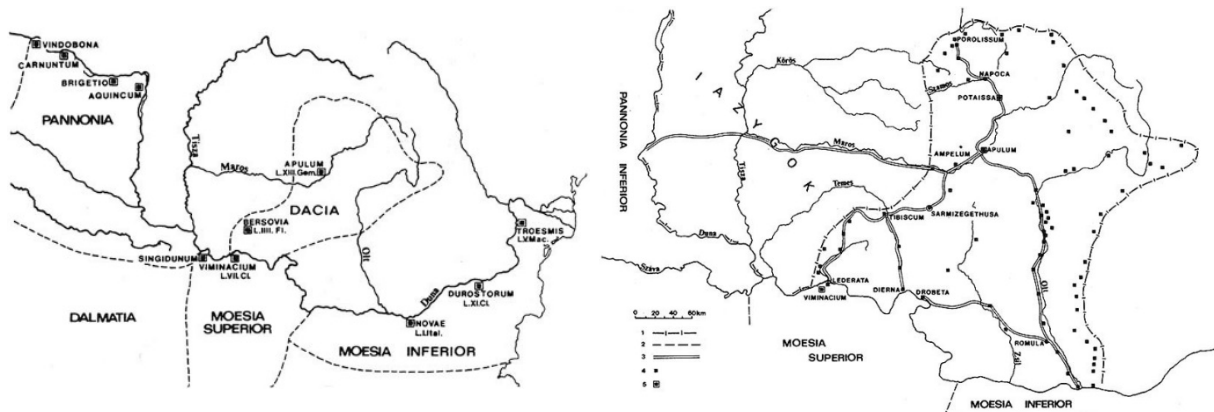 VINDOBONA
CARNUNTUM
BRIGETIO
AQUINCUM
PANNONIA
Tisza
Maros
APULUM
L.XIII.Gem.
DACIA
BERSOVIA
L.IIII.Fl.
Olt
TROESMIS
L.V.Mac.
SINGIDUNUM
VIMINACIUM
L.VII.Cl.
Duna
DUROSTORUM
L.XI.Cl.
NOVAE
L.I.Ital.
DALMATIA
MOESIA
SUPERIOR
MOESIA INFERIOR
POROLISSUM
Körös
NAPOCA
Szamos
POTAISSA
PANNONIA INFERIOR
J A Z Y G O K
Maros
AMPELUM
APULUM
Tisza
Temes
TIBISCUM
SARMIZEGETHUSA
Duna
Száva
LEDERATA
VIMINACIUM
DIERNA
DROBETA
Olt
0 20 40 60km
ROMULA
Zsil
MOESIA
SUPERIOR
1
2
3
4
5
MOESIA INFERIOR